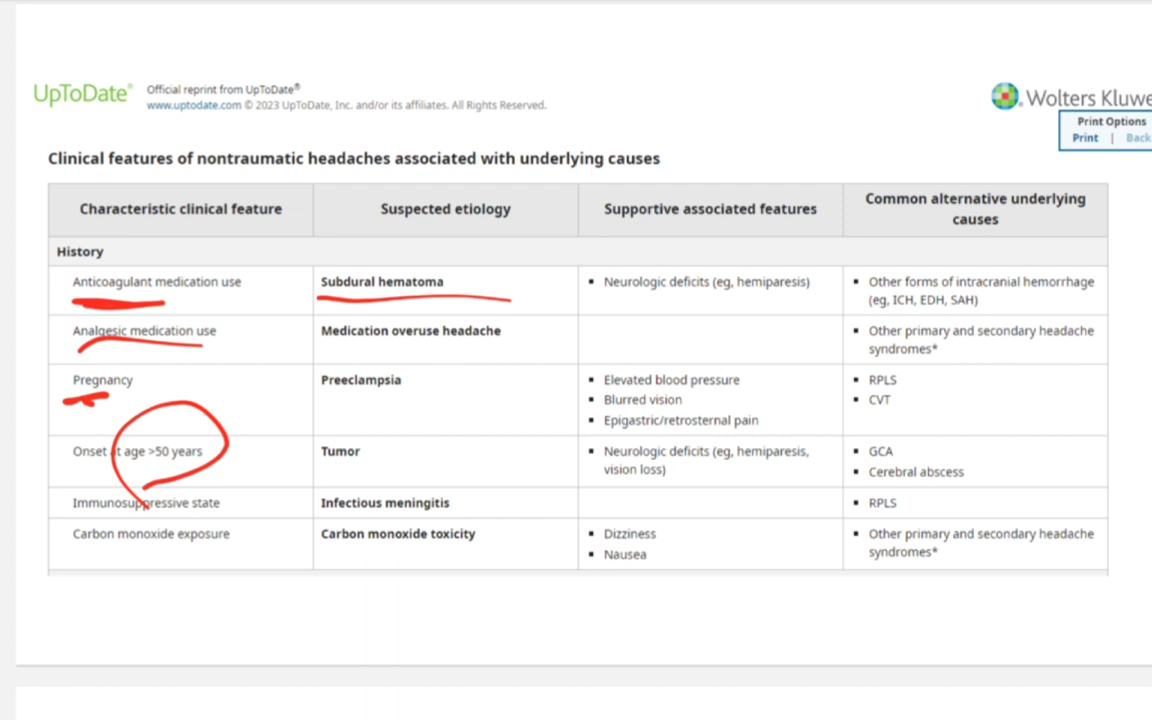 UpToDate®
Official reprint from UpToDate®
www.uptodate.com © 2023 UpToDate, Inc. and/or its affiliates. All Rights Reserved.
Wolters Kluwe
Print Options
Print | Back
Clinical features of nontraumatic headaches associated with underlying causes
Characteristic clinical feature
Suspected etiology
Supportive associated features
Common alternative underlying
causes
History
Anticoagulant medication use
Subdural hematoma
▪ Neurologic deficits (eg, hemiparesis)
▪ Other forms of intracranial hemorrhage
(eg, ICH, EDH, SAH)
Analgesic medication use
Medication overuse headache
▪ Other primary and secondary headache
syndromes*
Pregnancy
Preeclampsia
▪ Elevated blood pressure
▪ Blurred vision
▪ Epigastric/retrosternal pain
▪ RPLS
▪ CVT
Onset at age >50 years
Tumor
▪ Neurologic deficits (eg, hemiparesis,
vision loss)
▪ GCA
▪ Cerebral abscess
Immunosuppressive state
Infectious meningitis
▪ RPLS
Carbon monoxide exposure
Carbon monoxide toxicity
▪ Dizziness
▪ Nausea
▪ Other primary and secondary headache
syndromes*